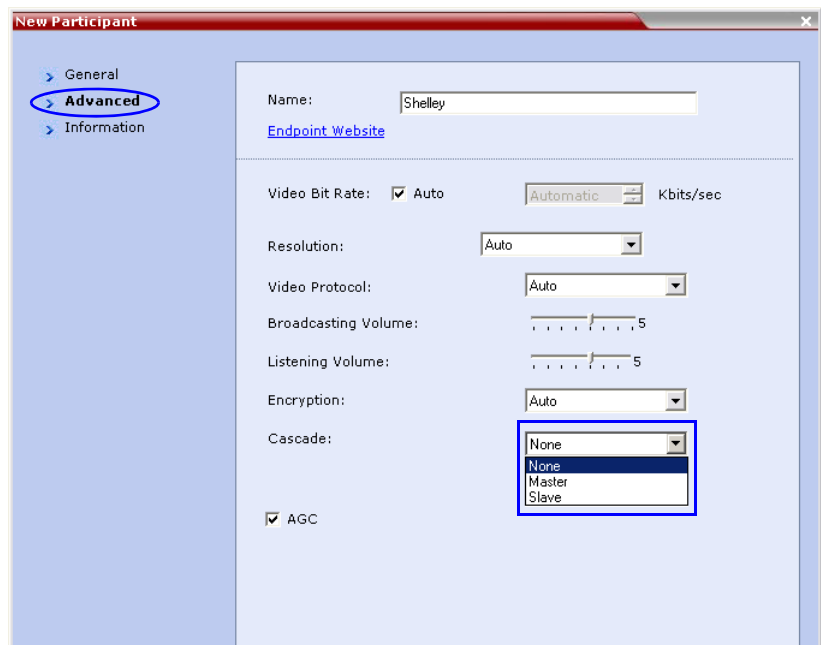 New Participant
General
Advanced
Information
Name: Shelley
Endpoint Website
Video Bit Rate: Auto Automatic Kbits/sec
Resolution: Auto
Video Protocol: Auto
Broadcasting Volume: 5
Listening Volume: 5
Encryption: Auto
Cascade: None
None
Master
Slave
AGC